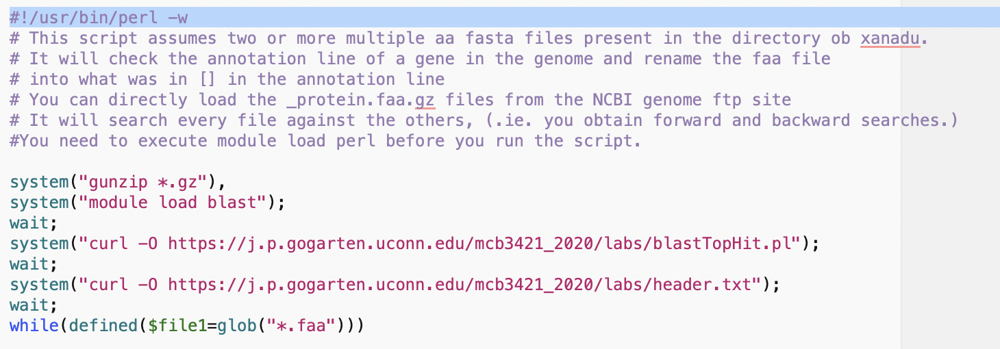 #!/usr/bin/perl -w
# This script assumes two or more multiple aa fasta files present in the directory ob xanadu.
# It will check the annotation line of a gene in the genome and rename the faa file
# into what was in [] in the annotation line
# You can directly load the _protein.faa.gz files from the NCBI genome ftp site
# It will search every file against the others, (.ie. you obtain forward and backward searches.)
#You need to execute module load perl before you run the script.
system("gunzip *.gz"),
system("module load blast");
wait;
system("curl -O https://j.p.gogarten.uconn.edu/mcb3421_2020/labs/blastTopHit.pl");
wait;
system("curl -O https://j.p.gogarten.uconn.edu/mcb3421_2020/labs/header.txt");
wait;
while(defined($file1=glob("*.faa")))